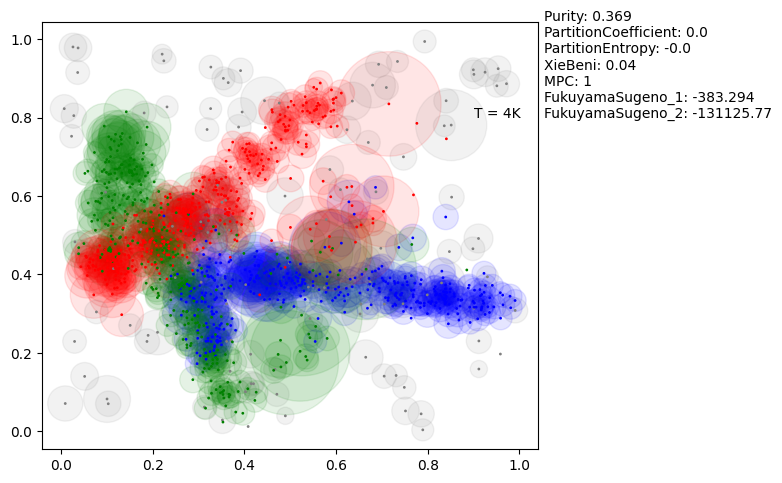 Purity: 0.369
PartitionCoefficient: 0.0
PartitionEntropy: -0.0
XieBeni: 0.04
MPC: 1
FukuyamaSugeno_1: -383.294
FukuyamaSugeno_2: -131125.77
T = 4K
1.0
0.8
0.6
0.4
0.2
0.0
0.0 0.2 0.4 0.6 0.8 1.0